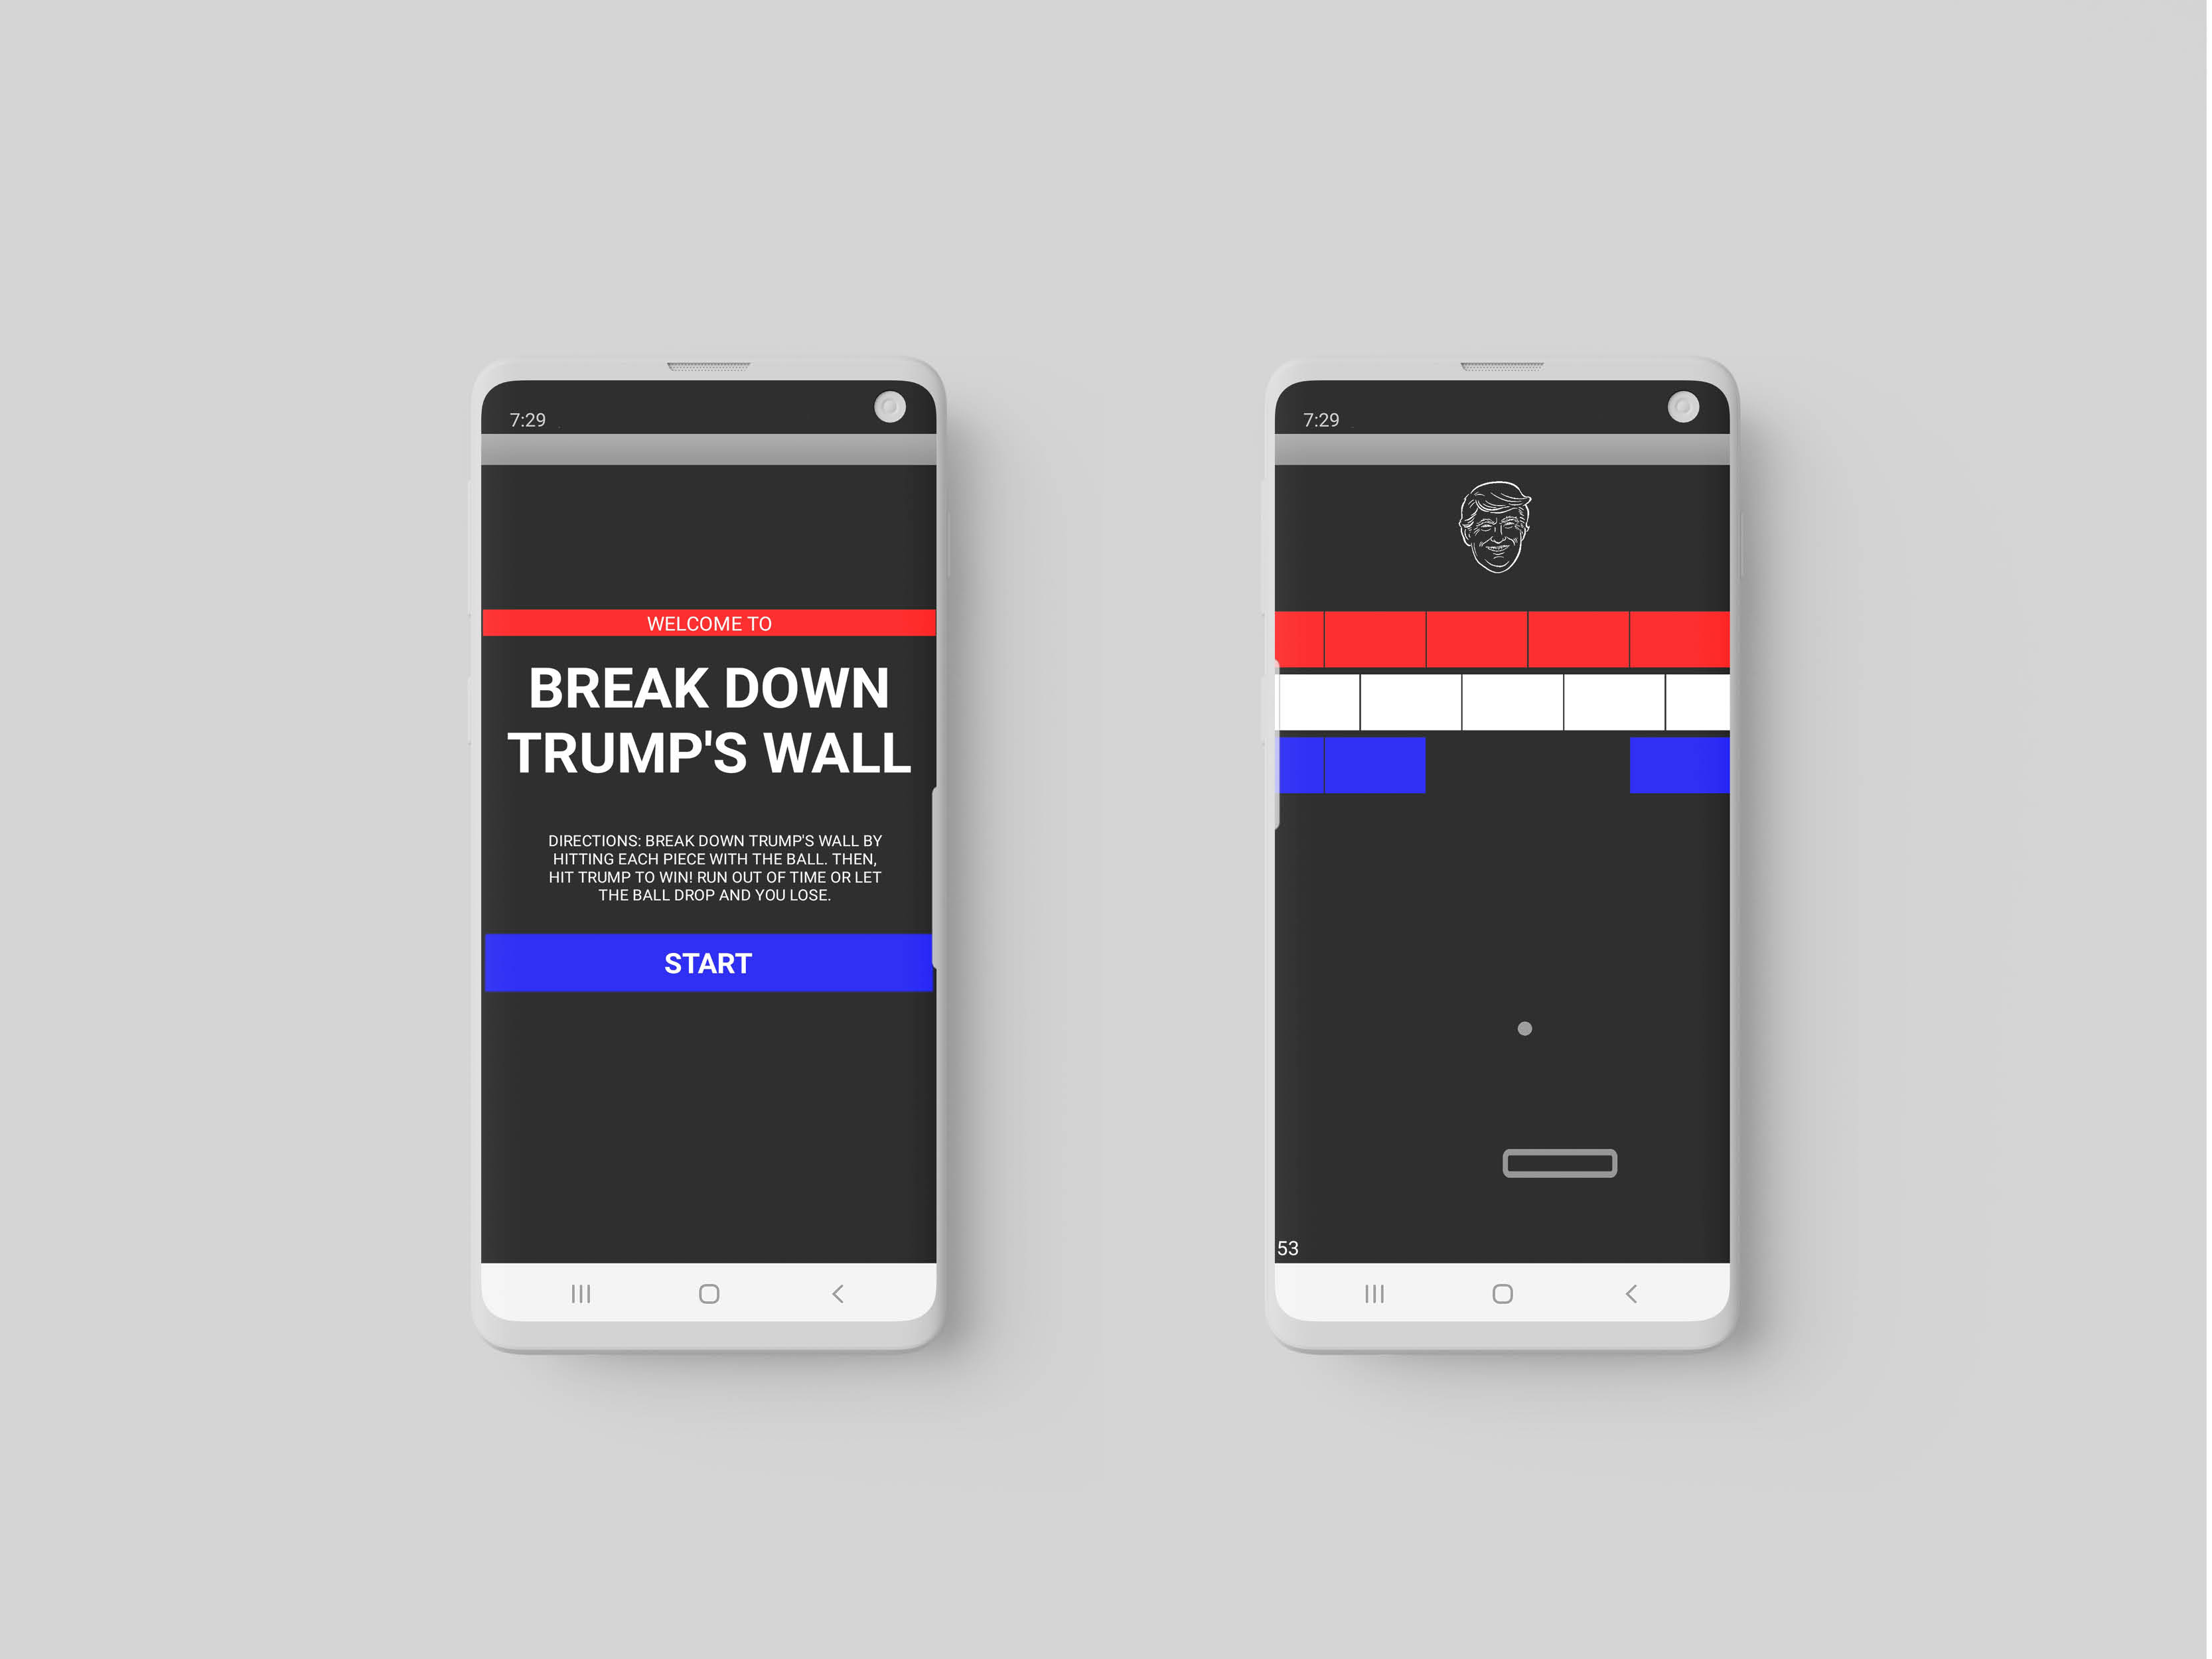 7:29
WELCOME TO
BREAK DOWN
TRUMP'S WALL
DIRECTIONS: BREAK DOWN TRUMP'S WALL BY
HITTING EACH PIECE WITH THE BALL. THEN,
HIT TRUMP TO WIN! RUN OUT OF TIME OR LET
THE BALL DROP AND YOU LOSE.
START
7:29
53